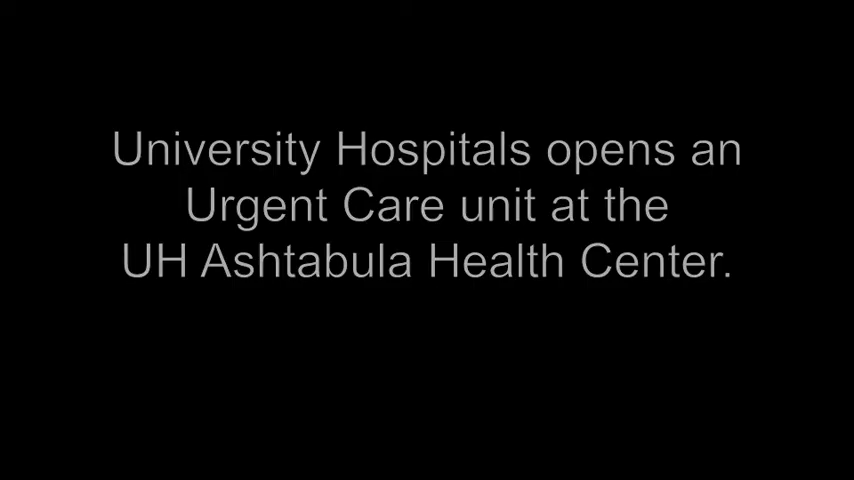 University Hospitals opens an
Urgent Care unit at the
UH Ashtabula Health Center.